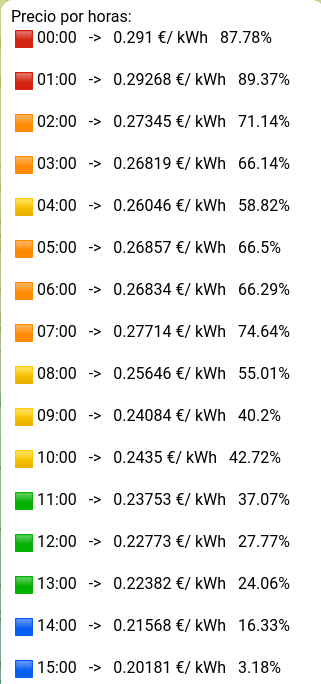 Precio por horas:
00:00 -> 0.291 €/ kWh 87.78%
01:00 -> 0.29268 €/ kWh 89.37%
02:00 -> 0.27345 €/ kWh 71.14%
03:00 -> 0.26819 €/ kWh 66.14%
04:00 -> 0.26046 €/ kWh 58.82%
05:00 -> 0.26857 €/ kWh 66.5%
06:00 -> 0.26834 €/ kWh 66.29%
07:00 -> 0.27714 €/ kWh 74.64%
08:00 -> 0.25646 €/ kWh 55.01%
09:00 -> 0.24084 €/ kWh 40.2%
10:00 -> 0.2435 €/ kWh 42.72%
11:00 -> 0.23753 €/ kWh 37.07%
12:00 -> 0.22773 €/ kWh 27.77%
13:00 -> 0.22382 €/ kWh 24.06%
14:00 -> 0.21568 €/ kWh 16.33%
15:00 -> 0.20181 €/ kWh 3.18%